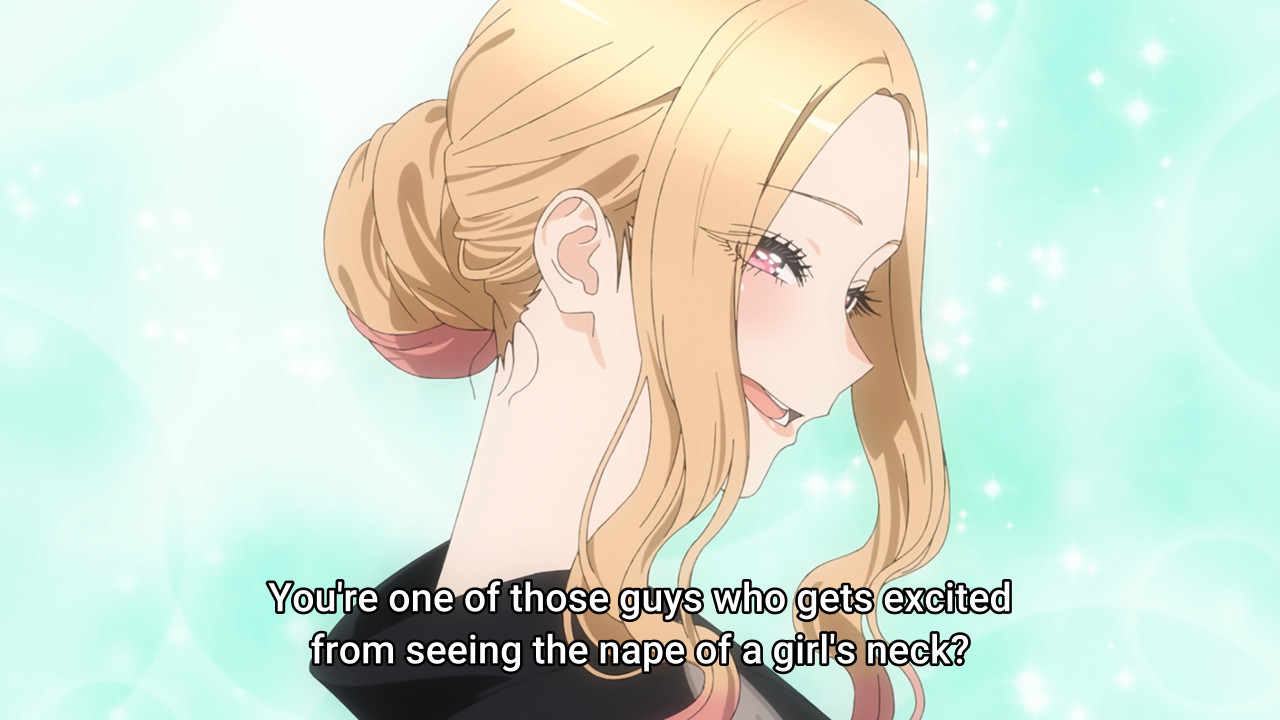 You're one of those guys who gets excited
from seeing the nape of a girl's neck?